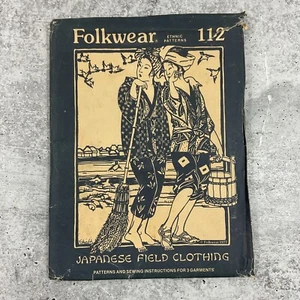 Folkwear ETHNIC PATTERNS 112
JAPANESE FIELD CLOTHING
PATTERNS AND SEWING INSTRUCTIONS FOR 3 GARMENTS